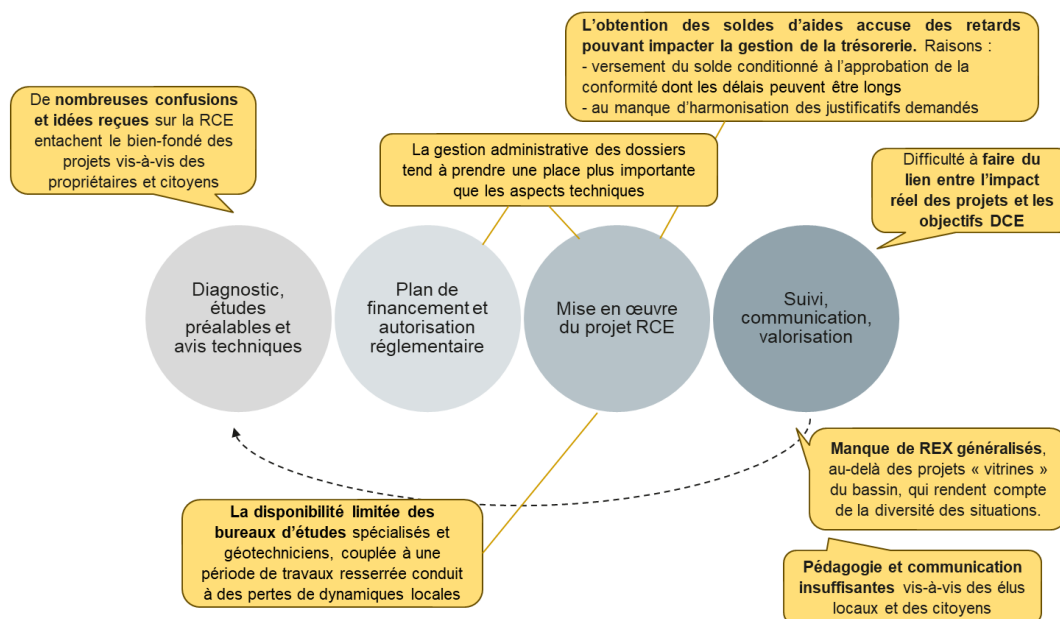 L’obtention des soldes d’aides accuse des retards
pouvant impacter la gestion de la trésorerie. Raisons :
- versement du solde conditionné à l’approbation de la
conformité dont les délais peuvent être longs
- au manque d’harmonisation des justificatifs demandés
De nombreuses confusions
et idées reçues sur la RCE
entachent le bien-fondé des
projets vis-à-vis des
propriétaires et citoyens
La gestion administrative des dossiers
tend à prendre une place plus importante
que les aspects techniques
Difficulté à faire du
lien entre l’impact
réel des projets et les
objectifs DCE
Diagnostic,
études
préalables et
avis techniques
Plan de
financement et
autorisation
réglementaire
Mise en œuvre
du projet RCE
Suivi,
communication,
valorisation
Manque de REX généralisés,
au-delà des projets « vitrines »
du bassin, qui rendent compte
de la diversité des situations.
La disponibilité limitée des
bureaux d’études spécialisés et
géotechniciens, couplée à une
période de travaux resserrée conduit
à des pertes de dynamiques locales
Pédagogie et communication
insuffisantes vis-à-vis des élus
locaux et des citoyens